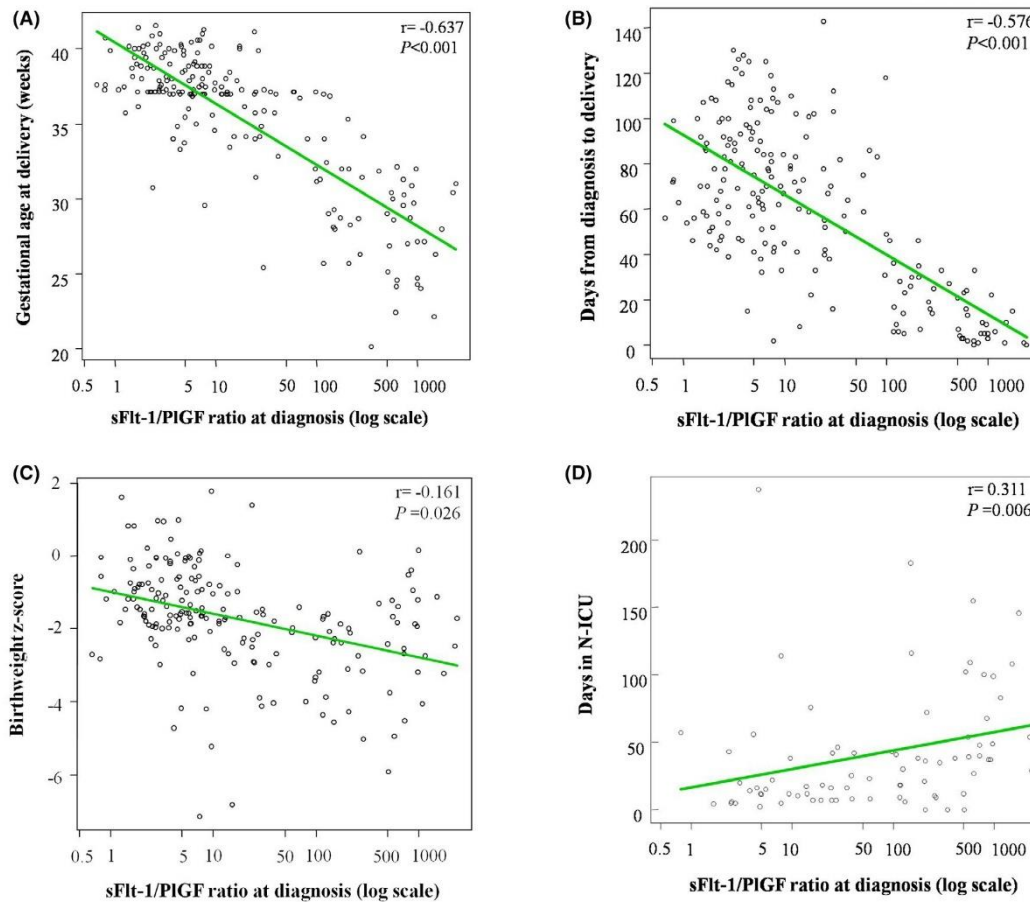 (A)
r= -0.637
P<0.001
40
35
30
25
20
Gestational age at delivery (weeks)
0.5 1 5 10 50 100 500 1000
sFlt-1/PlGF ratio at diagnosis (log scale)
(B)
r= -0.576
P<0.001
140
120
100
80
60
40
20
0
Days from diagnosis to delivery
0.5 1 5 10 50 100 500 1000
sFlt-1/PlGF ratio at diagnosis (log scale)
(C)
r= -0.161
P =0.026
2
0
-2
-4
-6
Birthweight z-score
0.5 1 5 10 50 100 500 1000
sFlt-1/PlGF ratio at diagnosis (log scale)
(D)
r= 0.311
P =0.006
200
150
100
50
0
Days in N-ICU
0.5 1 5 10 50 100 500 1000
sFlt-1/PlGF ratio at diagnosis (log scale)